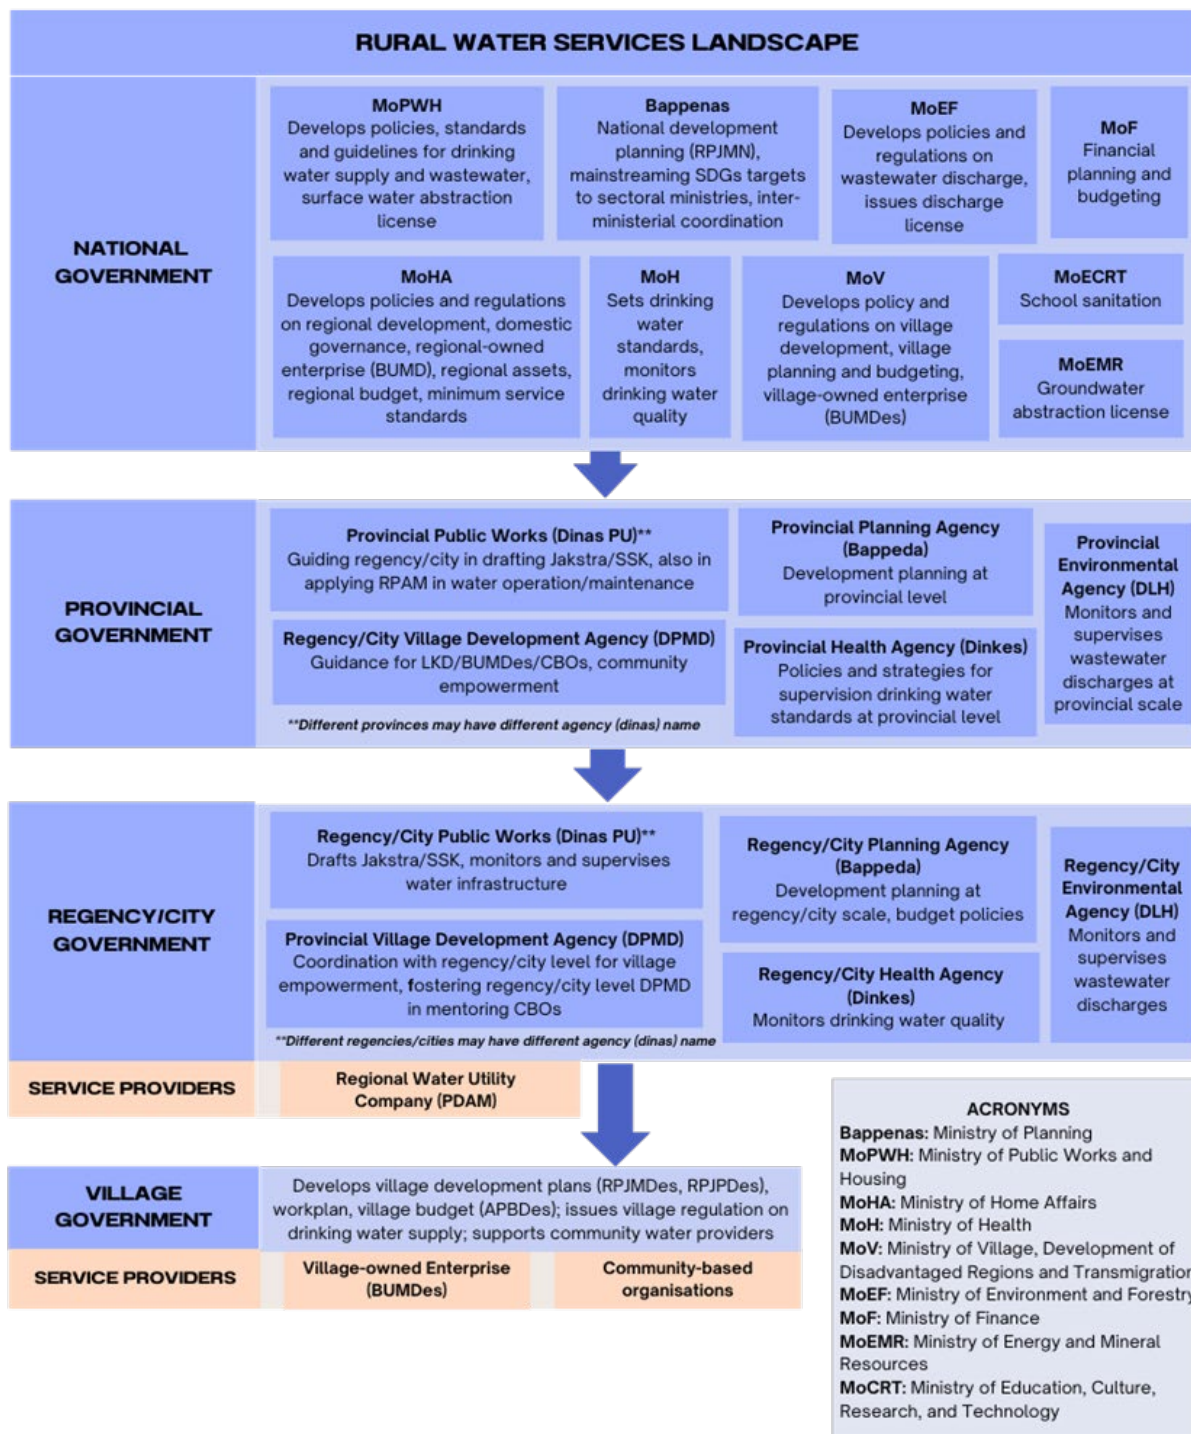 RURAL WATER SERVICES LANDSCAPE
NATIONAL
GOVERNMENT
MoPWH
Develops policies, standards
and guidelines for drinking
water supply and wastewater,
surface water abstraction
license
Bappenas
National development
planning (RPJMN),
mainstreaming SDGs targets
to sectoral ministries, inter-
ministerial coordination
MoEF
Develops policies and
regulations on
wastewater discharge,
issues discharge
license
MoF
Financial
planning and
budgeting
MoHA
Develops policies and regulations
on regional development, domestic
governance, regional-owned
enterprise (BUMD), regional assets,
regional budget, minimum service
standards
MoH
Sets drinking
water
standards,
monitors
drinking water
quality
MoV
Develops policy and
regulations on village
development, village
planning and budgeting,
village-owned enterprise
(BUMDes)
MoECRT
School sanitation
MoEMR
Groundwater
abstraction license
PROVINCIAL
GOVERNMENT
Provincial Public Works (Dinas PU)**
Guiding regency/city in drafting Jakstra/SSK, also in
applying RPAM in water operation/maintenance
Regency/City Village Development Agency (DPMD)
Guidance for LKD/BUMDes/CBOs, community
empowerment
**Different provinces may have different agency (dinas) name
Provincial Planning Agency
(Bappeda)
Development planning at
provincial level
Provincial Health Agency (Dinkes)
Policies and strategies for
supervision drinking water
standards at provincial level
Provincial
Environmental
Agency (DLH)
Monitors and
supervises
wastewater
discharges at
provincial scale
REGENCY/CITY
GOVERNMENT
Regency/City Public Works (Dinas PU)**
Drafts Jakstra/SSK, monitors and supervises
water infrastructure
Provincial Village Development Agency (DPMD)
Coordination with regency/city level for village
empowerment, fostering regency/city level DPMD
in mentoring CBOs
**Different regencies/cities may have different agency (dinas) name
Regency/City Planning Agency
(Bappeda)
Development planning at
regency/city scale, budget policies
Regency/City Health Agency
(Dinkes)
Monitors drinking water quality
Regency/City
Environmental
Agency (DLH)
Monitors and
supervises
wastewater
discharges
SERVICE PROVIDERS
Regional Water Utility
Company (PDAM)
VILLAGE
GOVERNMENT
Develops village development plans (RPJMDes, RPJPDes),
workplan, village budget (APBDes); issues village regulation on
drinking water supply; supports community water providers
SERVICE PROVIDERS
Village-owned Enterprise
(BUMDes)
Community-based
organisations
ACRONYMS
Bappenas: Ministry of Planning
MoPWH: Ministry of Public Works and
Housing
MoHA: Ministry of Home Affairs
MoH: Ministry of Health
MoV: Ministry of Village, Development of
Disadvantaged Regions and Transmigration
MoEF: Ministry of Environment and Forestry
MoF: Ministry of Finance
MoEMR: Ministry of Energy and Mineral
Resources
MoCRT: Ministry of Education, Culture,
Research, and Technology